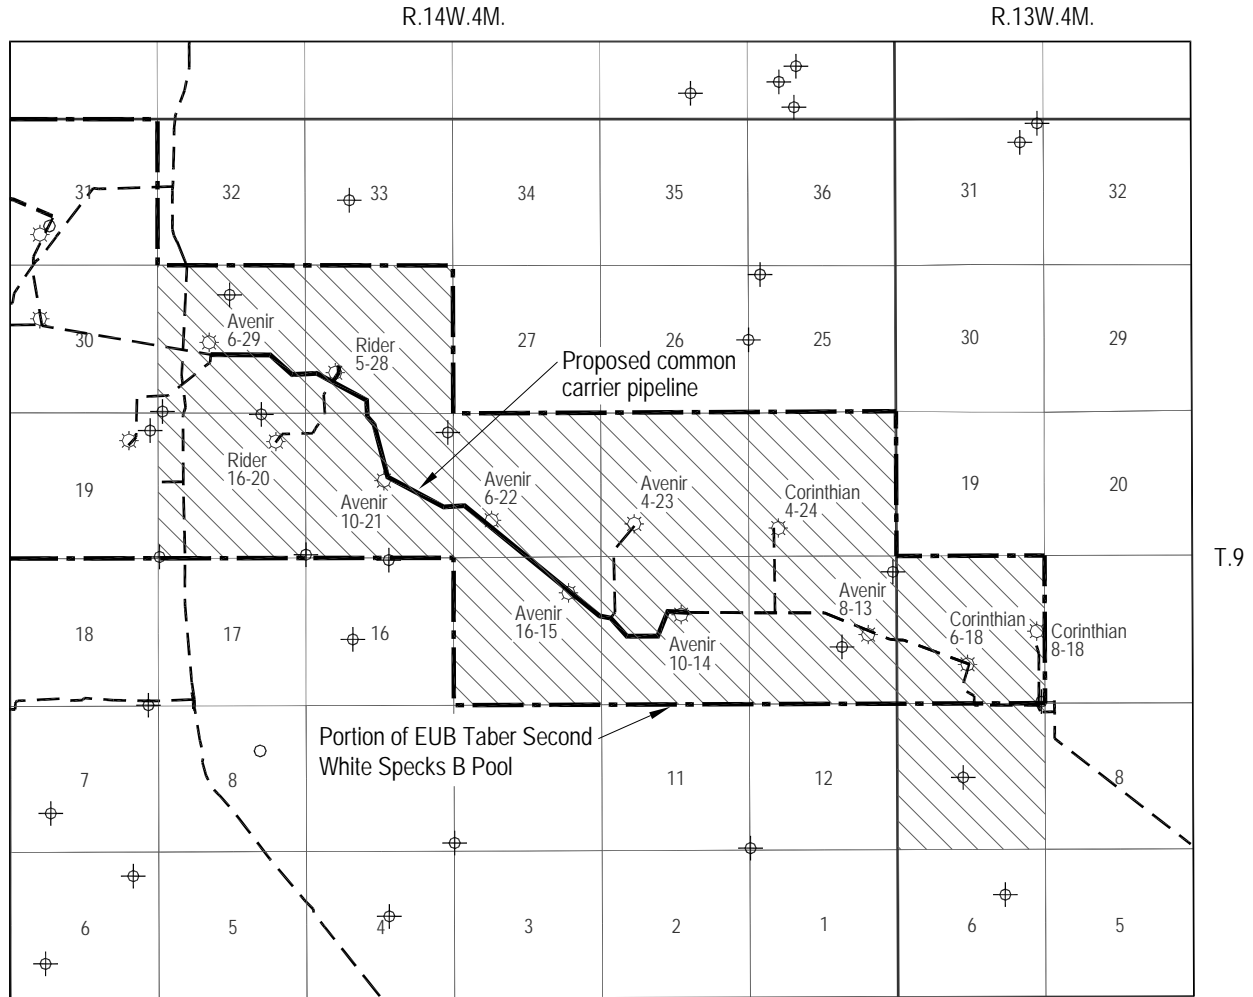 R.14W.4M.
R.13W.4M.
31
32
33
34
35
36
31
32
30
Avenir
6-29
Rider
5-28
27
26
25
30
29
Proposed common
carrier pipeline
19
Rider
16-20
Avenir
10-21
Avenir
6-22
Avenir
4-23
Corinthian
4-24
19
20
T.9
18
17
16
Avenir
16-15
Avenir
10-14
Avenir
8-13
Corinthian
6-18
Corinthian
8-18
Portion of EUB Taber Second
White Specks B Pool
7
8
11
12
8
6
5
4
3
2
1
6
5